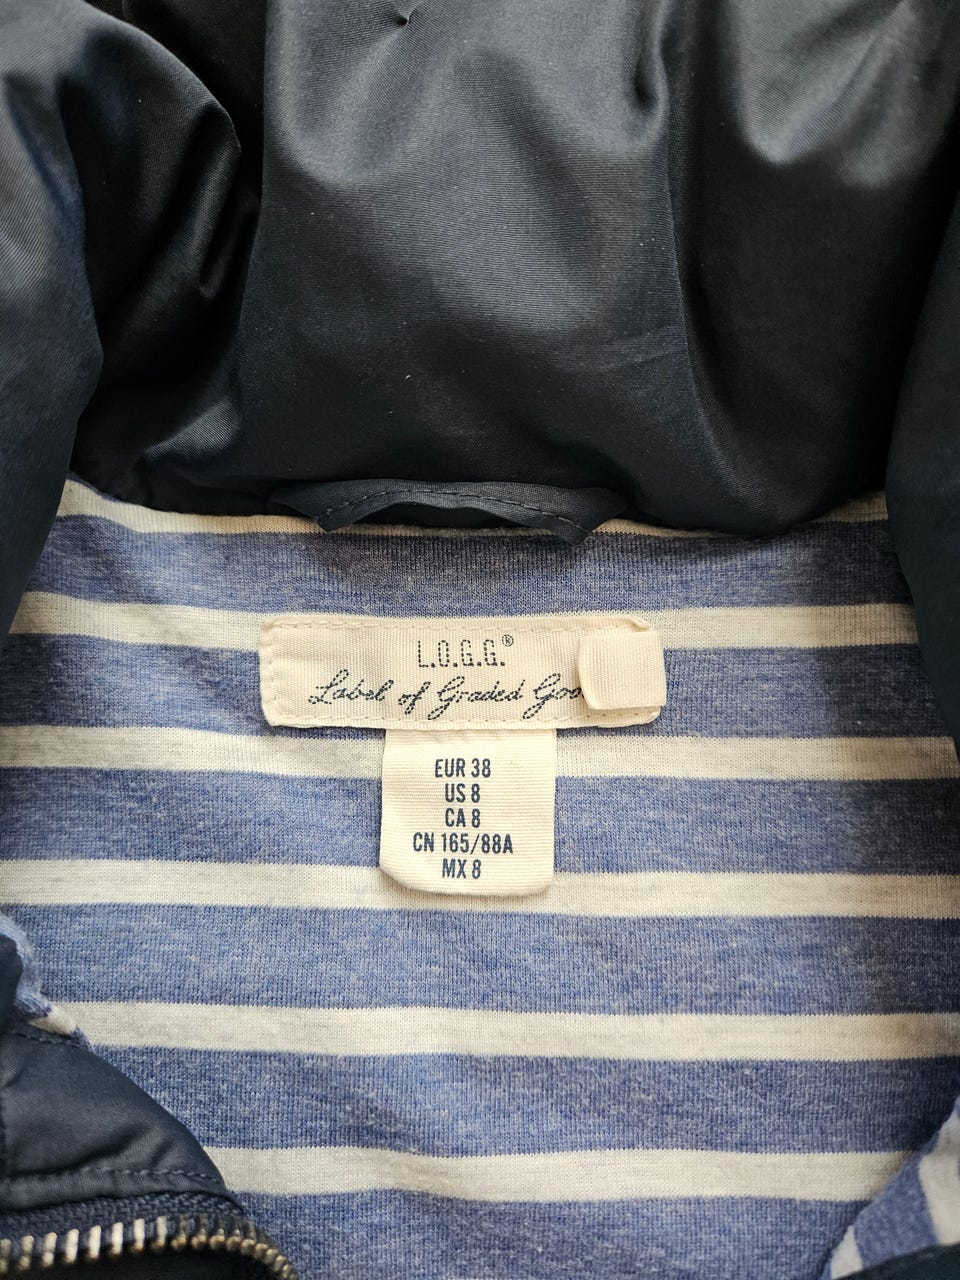 L.O.G.G.®
Label of Graded
EUR 38
US 8
CA 8
CN 165/88A
MX 8